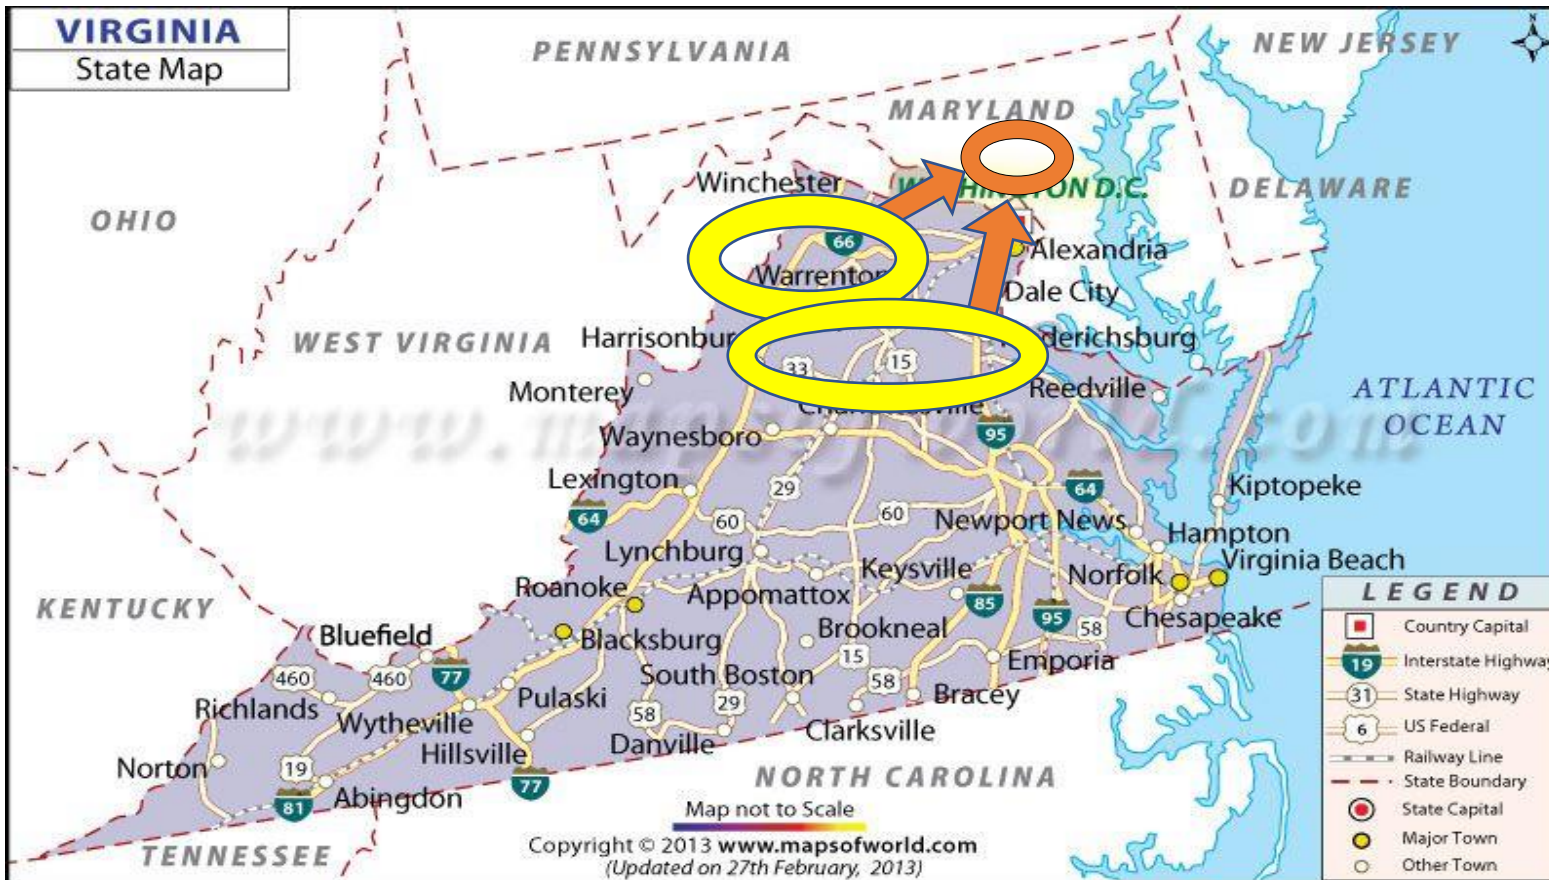 VIRGINIA
State Map
PENNSYLVANIA
NEW JERSEY
N
MARYLAND
OHIO
Winchester
DELAWARE
66
Alexandria
Warrenton
Dale City
WEST VIRGINIA
33
15
Monterey
Reedville
ATLANTIC
OCEAN
Waynesboro
95
Lexington
29
64
Kiptopeke
64
60
60
Newport News
Hampton
Lynchburg
Keysville
Virginia Beach
Roanoke
Appomattox
Norfolk
KENTUCKY
85
95
Chesapeake
Bluefield
Blacksburg
Brookneal
58
460
460
77
South Boston
15
Emporia
Richlands
Pulaski
58
Bracey
Wytheville
58
29
Hillsville
Danville
Clarksville
Norton
19
77
NORTH CAROLINA
81
Abingdon
Map not to Scale
TENNESSEE
Copyright © 2013 www.mapsofworld.com
(Updated on 27th February, 2013)
LEGEND
Country Capital
19 Interstate Highway
31 State Highway
6 US Federal
Railway Line
State Boundary
State Capital
Major Town
Other Town